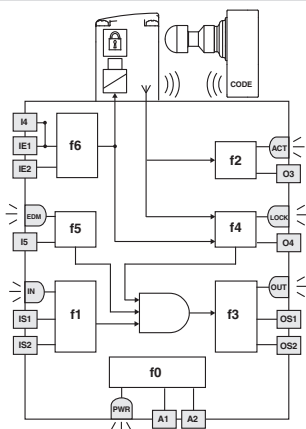 CODE
I4
IE1
IE2
f6
f2
ACT
O3
EDM
I5
f5
f4
LOCK
O4
IN
IS1
IS2
f1
f3
OUT
OS1
OS2
f0
PWR
A1
A2